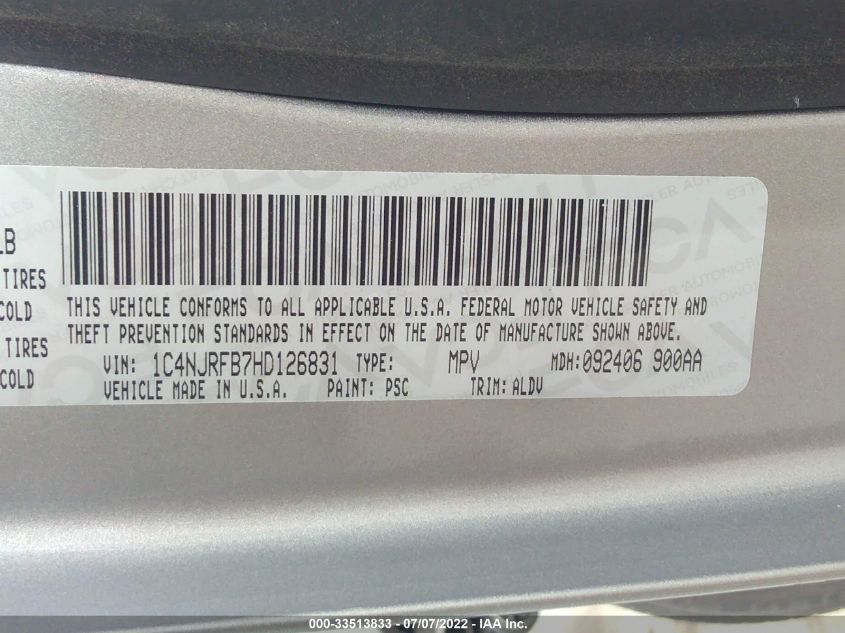 LB
TIRES
COLD
TIRES
COLD
THIS VEHICLE CONFORMS TO ALL APPLICABLE U.S.A. FEDERAL MOTOR VEHICLE SAFETY AND
THEFT PREVENTION STANDARDS IN EFFECT ON THE DATE OF MANUFACTURE SHOWN ABOVE.
VIN: 1C4NJRFB7HD126831 TYPE: MPV MDH:092406 900AA
VEHICLE MADE IN U.S.A. PAINT: PSC TRIM: ALDV
000-33513833 - 07/07/2022 - IAA Inc.